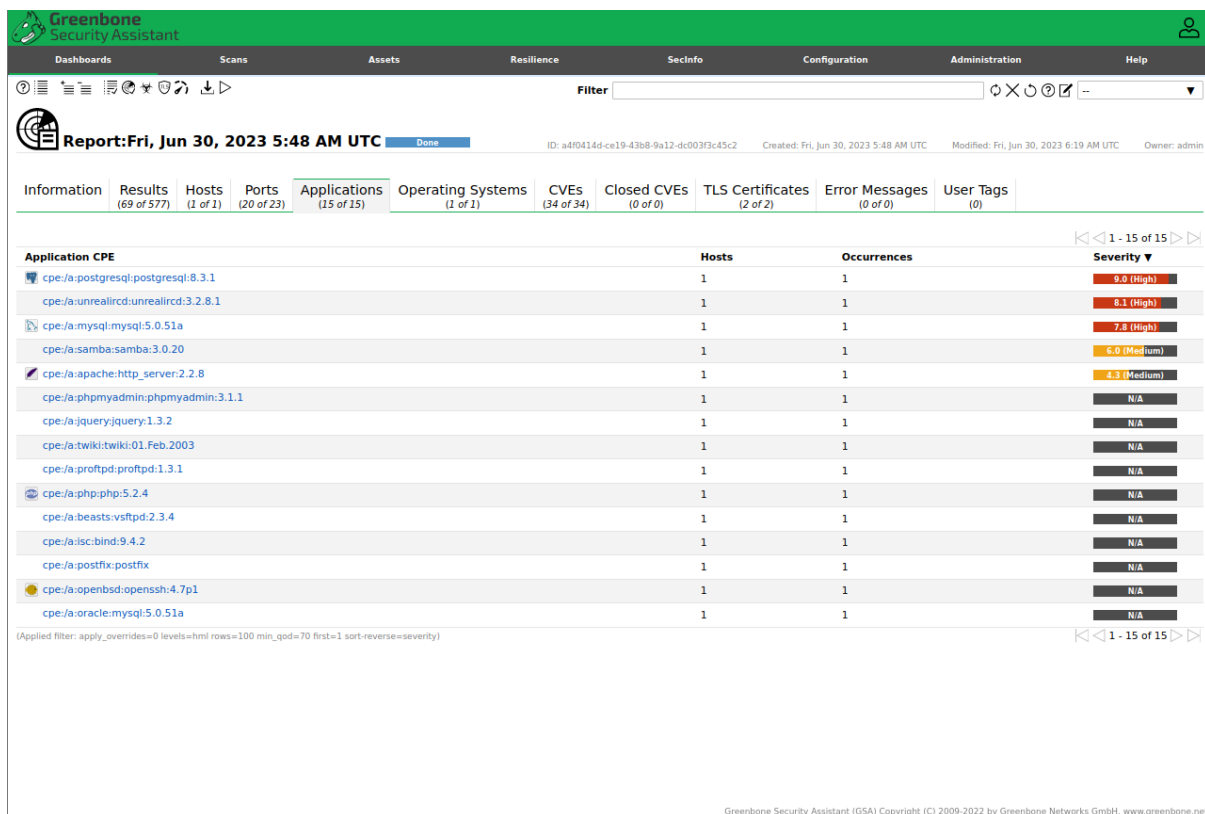 Greenbone
Security Assistant
Dashboards Scans Assets Resilience SecInfo Configuration Administration Help
Filter --
Report:Fri, Jun 30, 2023 5:48 AM UTC Done ID: a4f0414d-ce19-43b8-9a12-dc003f3c45c2 Created: Fri, Jun 30, 2023 5:48 AM UTC Modified: Fri, Jun 30, 2023 6:19 AM UTC Owner: admin
Information Results Hosts Ports Applications Operating Systems CVEs Closed CVEs TLS Certificates Error Messages User Tags
(69 of 577) (1 of 1) (20 of 23) (15 of 15) (1 of 1) (34 of 34) (0 of 0) (2 of 2) (0 of 0) (0)
1 - 15 of 15
Application CPE Hosts Occurrences Severity ▼
cpe:/a:postgresql:postgresql:8.3.1 1 1 9.0 (High)
cpe:/a:unrealircd:unrealircd:3.2.8.1 1 1 8.1 (High)
cpe:/a:mysql:mysql:5.0.51a 1 1 7.8 (High)
cpe:/a:samba:samba:3.0.20 1 1 6.0 (Medium)
cpe:/a:apache:http_server:2.2.8 1 1 4.3 (Medium)
cpe:/a:phpmyadmin:phpmyadmin:3.1.1 1 1 N/A
cpe:/a:jquery:jquery:1.3.2 1 1 N/A
cpe:/a:twiki:twiki:01.Feb.2003 1 1 N/A
cpe:/a:proftpd:proftpd:1.3.1 1 1 N/A
cpe:/a:php:php:5.2.4 1 1 N/A
cpe:/a:beasts:vsftpd:2.3.4 1 1 N/A
cpe:/a:isc:bind:9.4.2 1 1 N/A
cpe:/a:postfix:postfix 1 1 N/A
cpe:/a:openbsd:openssh:4.7p1 1 1 N/A
cpe:/a:oracle:mysql:5.0.51a 1 1 N/A
(Applied filter: apply_overrides=0 levels=hml rows=100 min_qod=70 first=1 sort-reverse=severity) 1 - 15 of 15
Greenbone Security Assistant (GSA) Copyright (C) 2009-2022 by Greenbone Networks GmbH, www.greenbone.ne